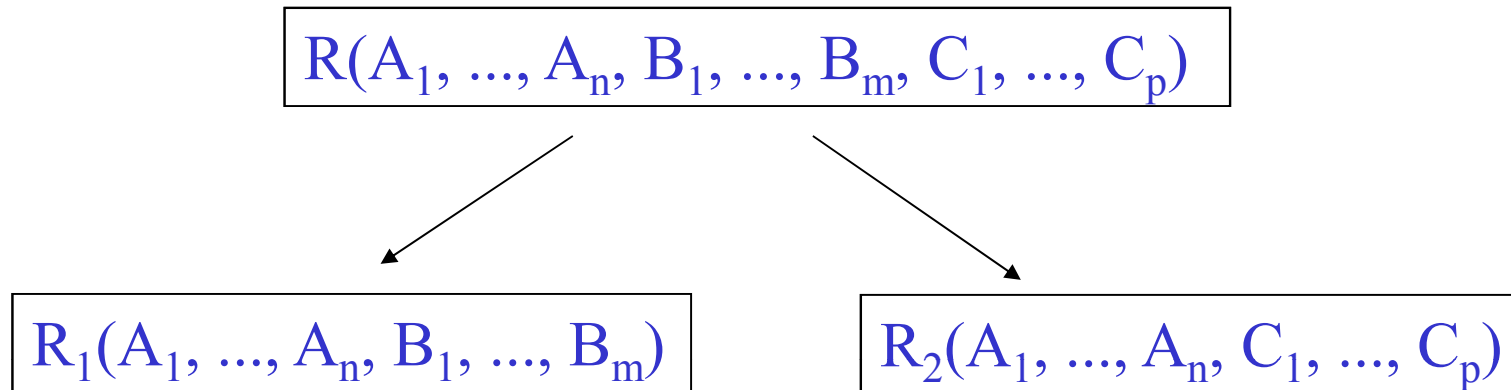 R(A₁, ..., Aₙ, B₁, ..., Bₘ, C₁, ..., Cₚ)
R₁(A₁, ..., Aₙ, B₁, ..., Bₘ)
R₂(A₁, ..., Aₙ, C₁, ..., Cₚ)